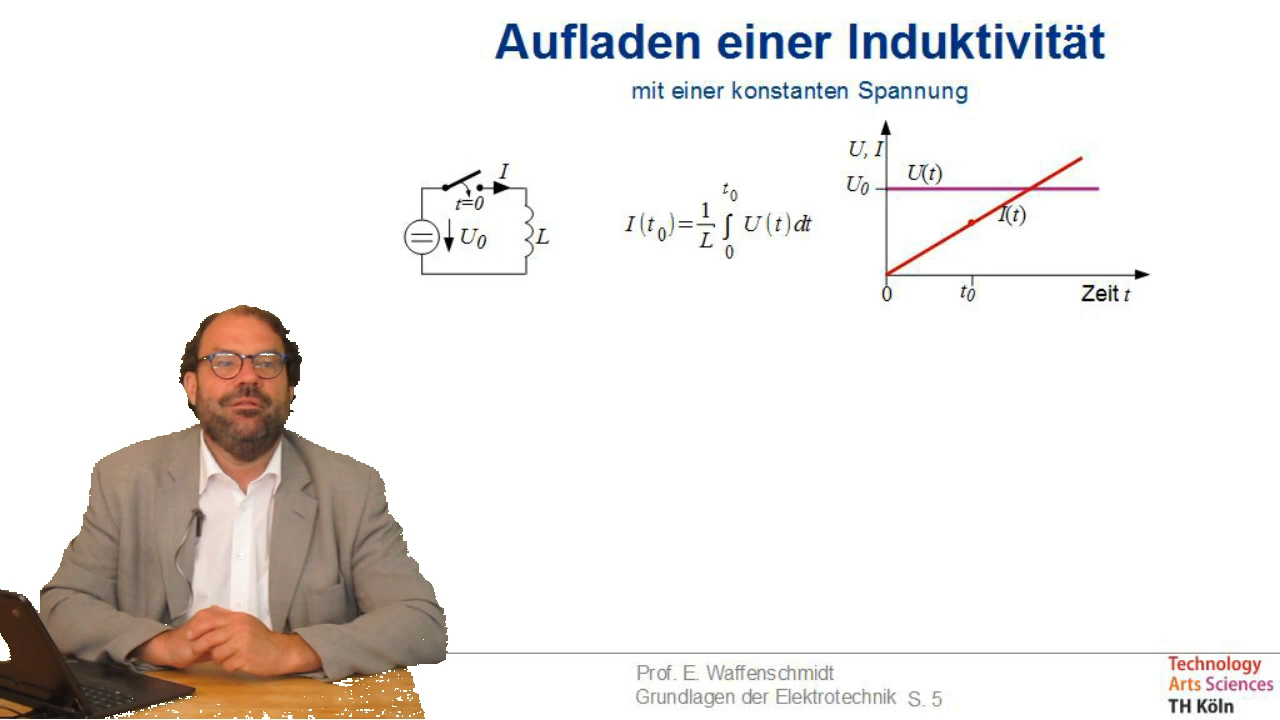 Aufladen einer Induktivität
mit einer konstanten Spannung
I
t=0
U0
L
I(t0)=1/L ∫0^t0 U(t)dt
U, I
U0
U(t)
I(t)
0
t0
Zeit t
Prof. E. Waffenschmidt
Grundlagen der Elektrotechnik S. 5
Technology
Arts Sciences
TH Köln